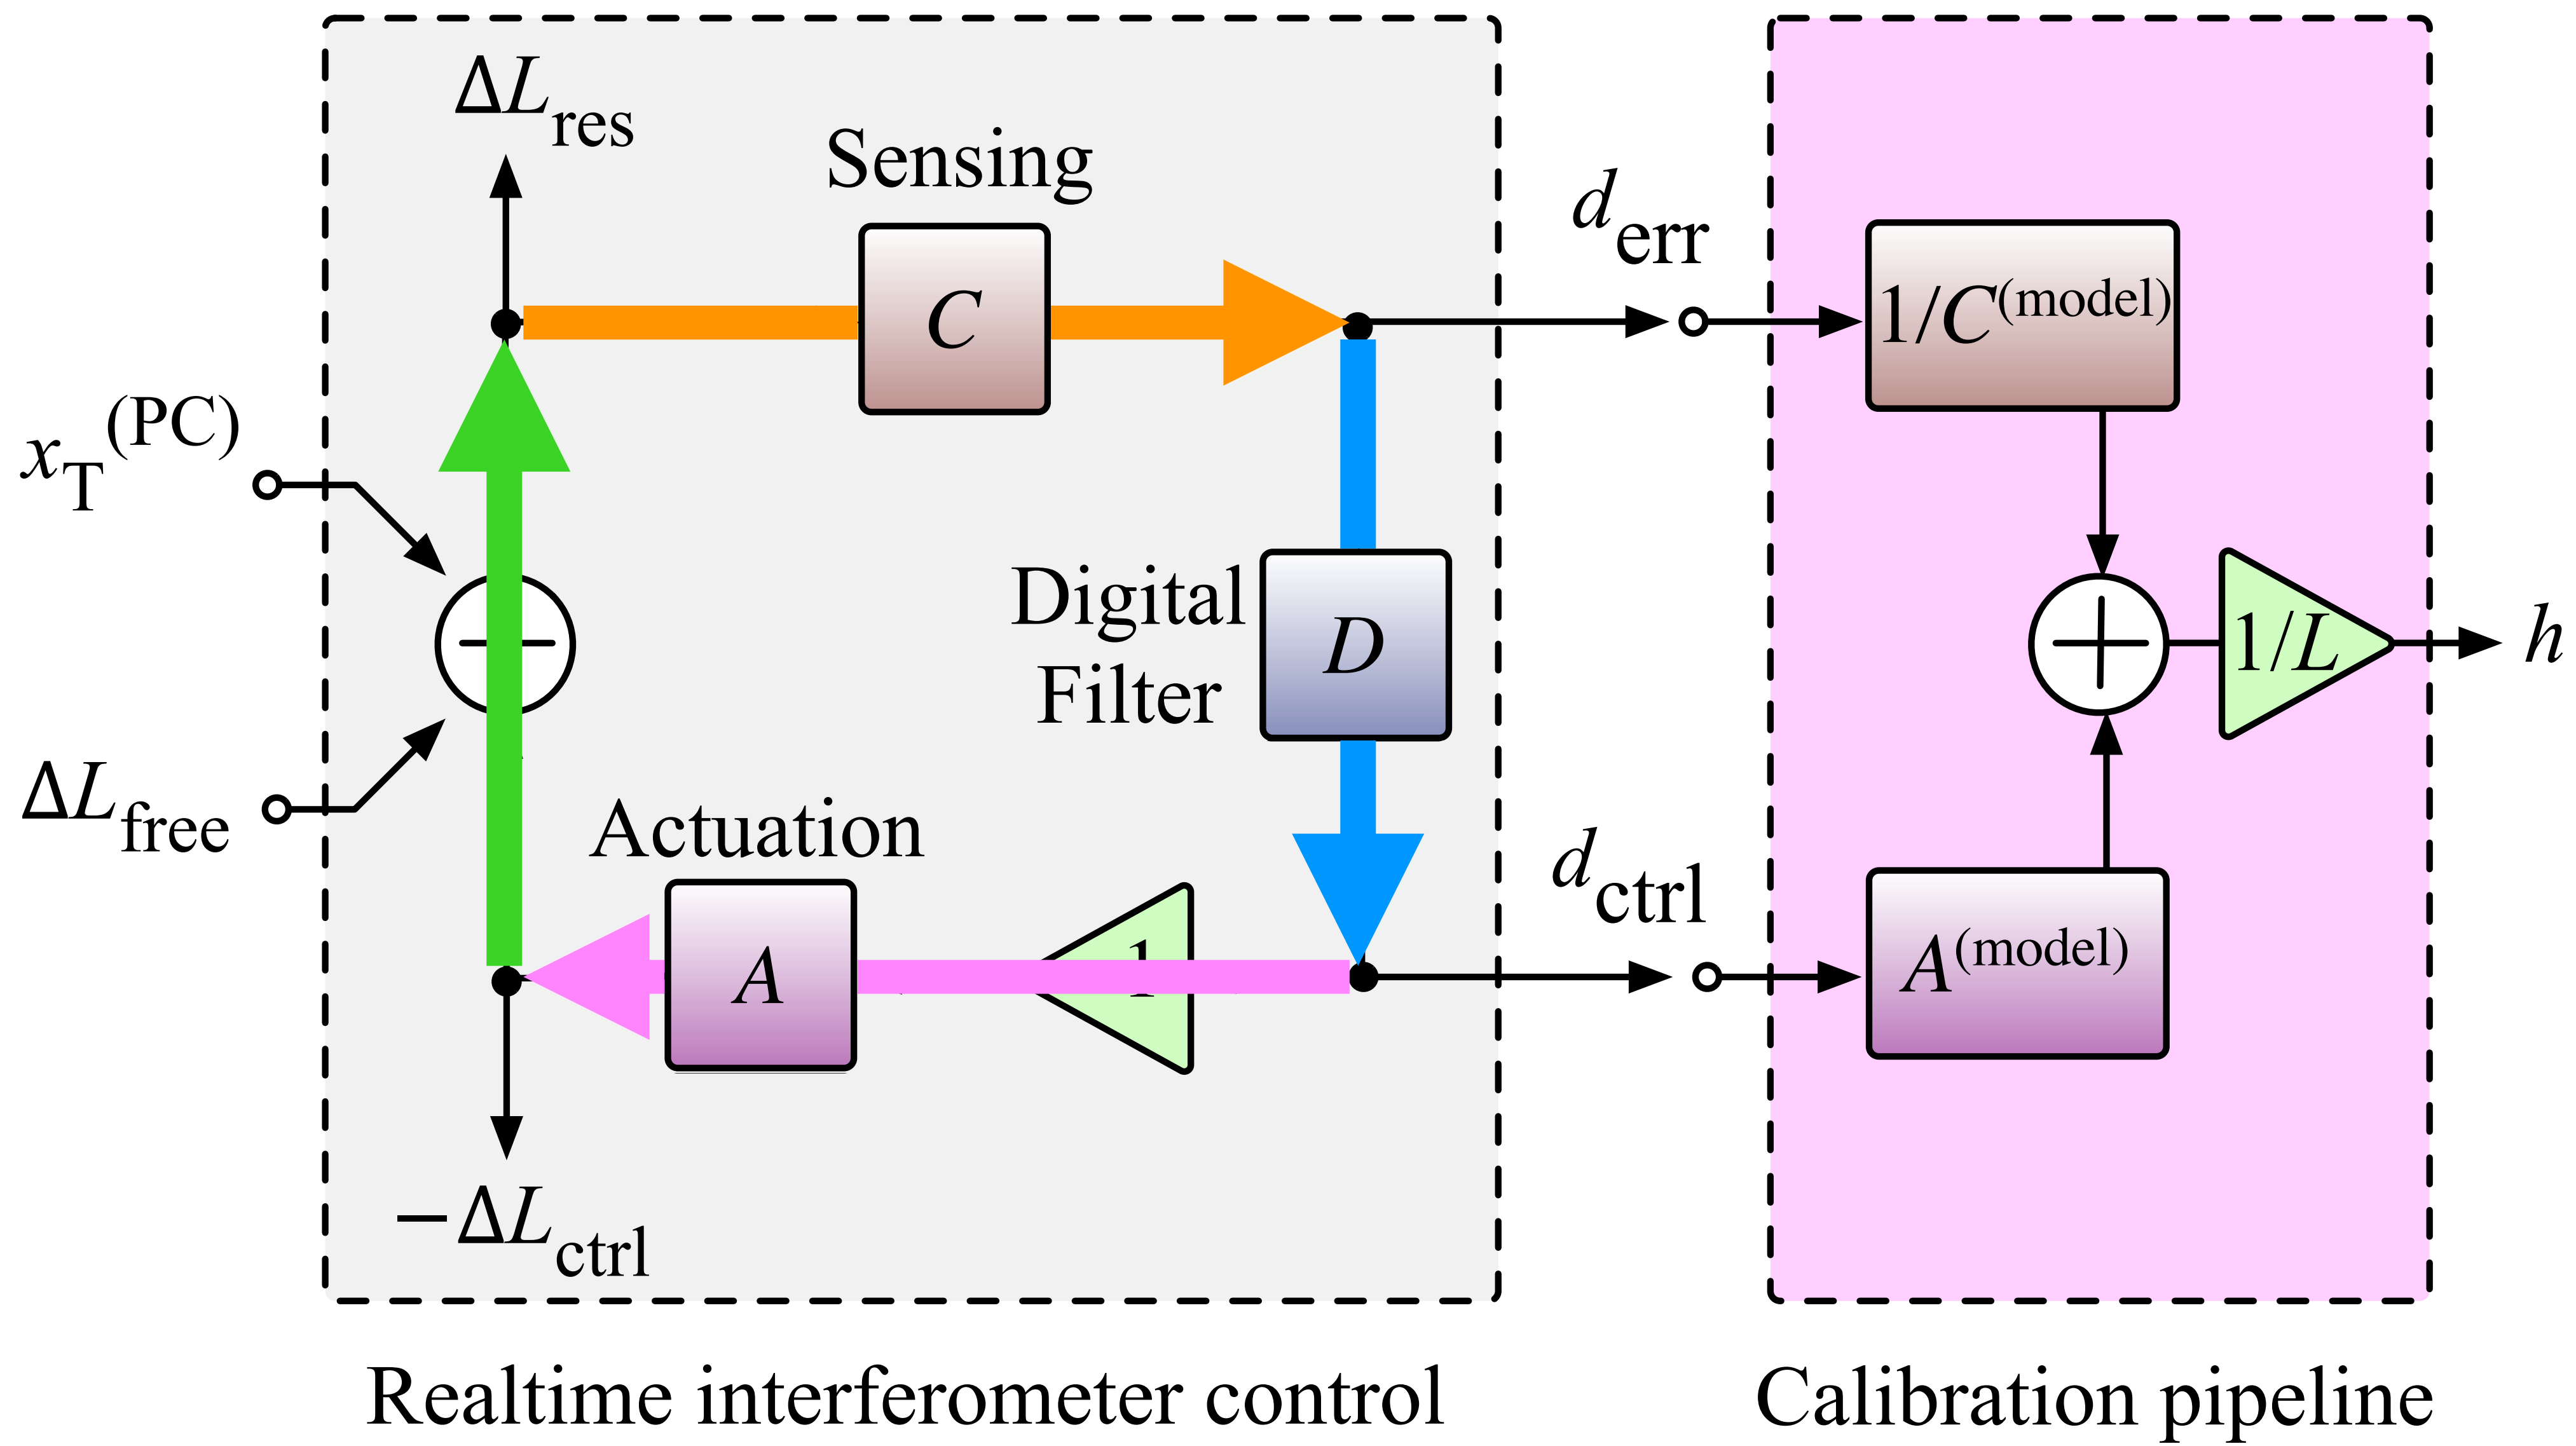 ΔL_res
Sensing
C
d_err
1/C^(model)
x_T^(PC)
Digital
Filter
D
1/L
h
ΔL_free
Actuation
A
1
d_ctrl
A^(model)
−ΔL_ctrl
Realtime interferometer control
Calibration pipeline